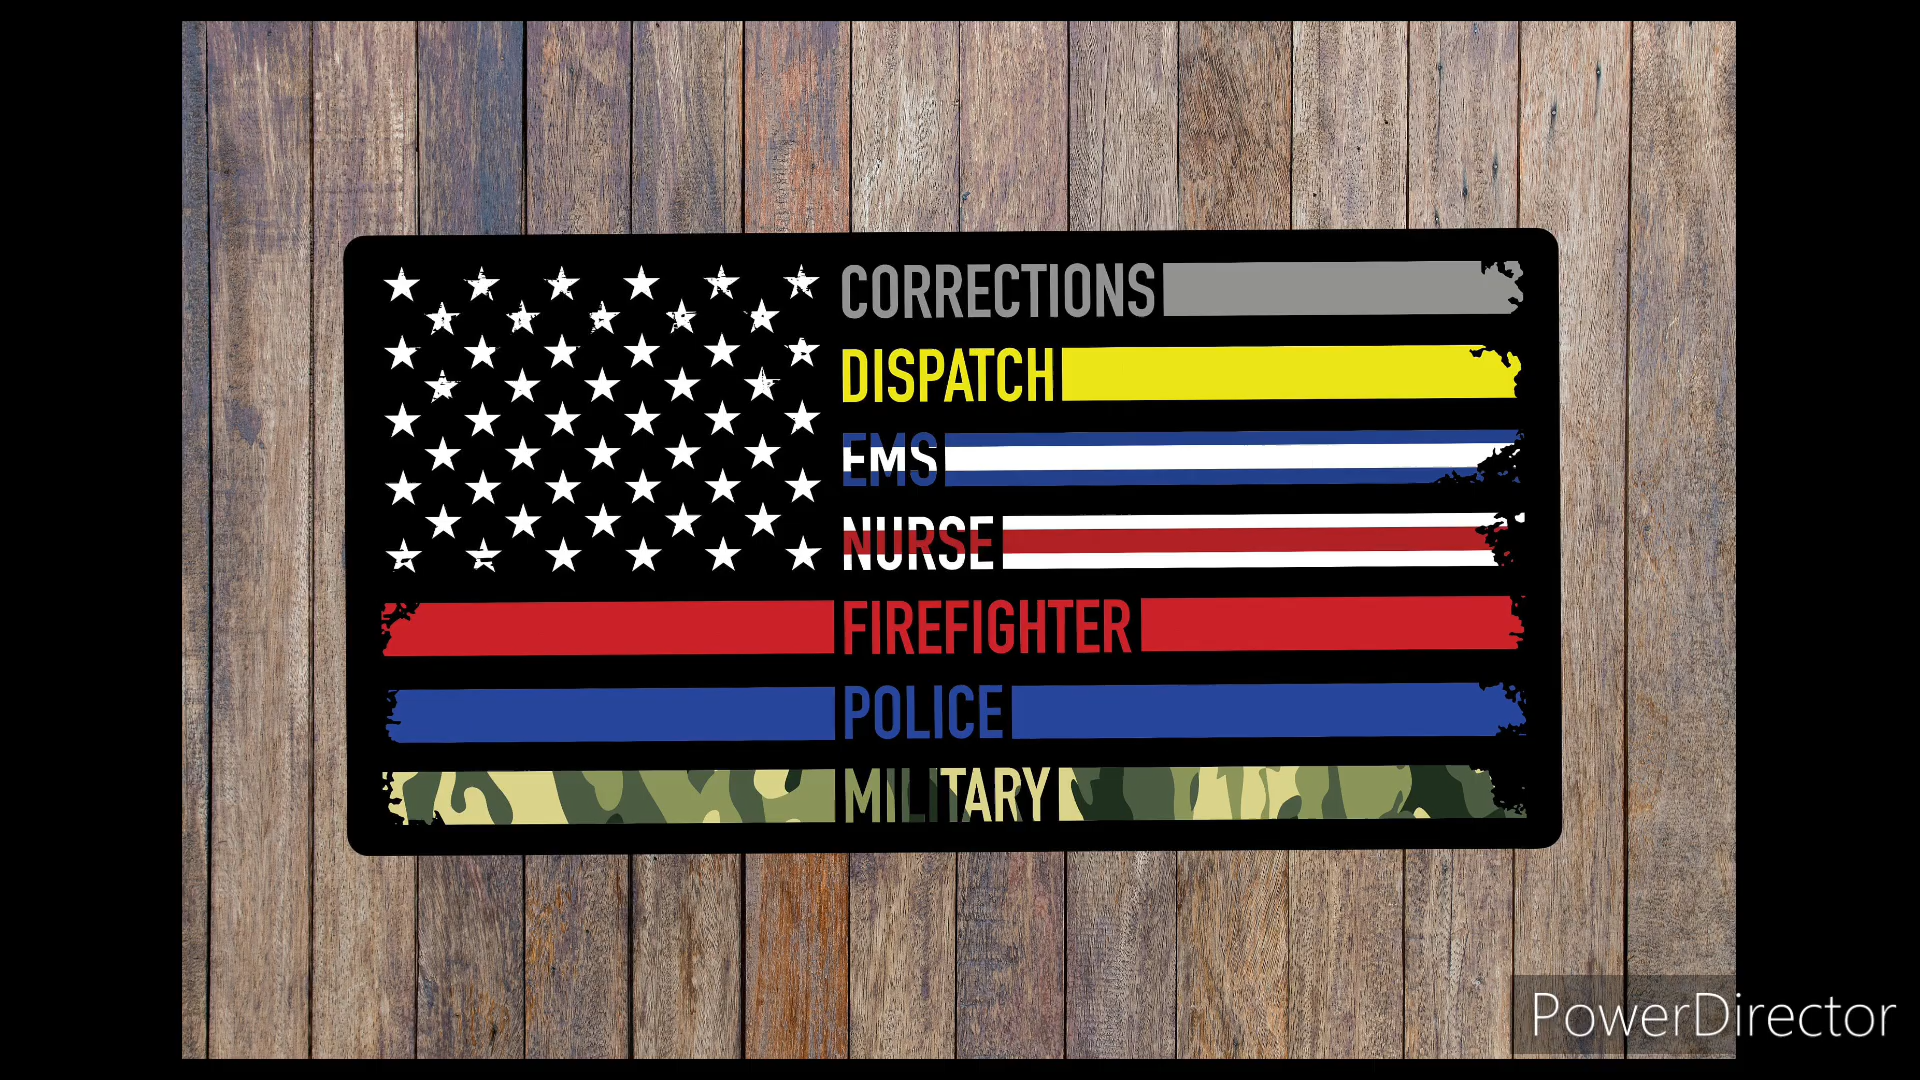 CORRECTIONS
DISPATCH
EMS
NURSE
FIREFIGHTER
POLICE
MILITARY
PowerDirector